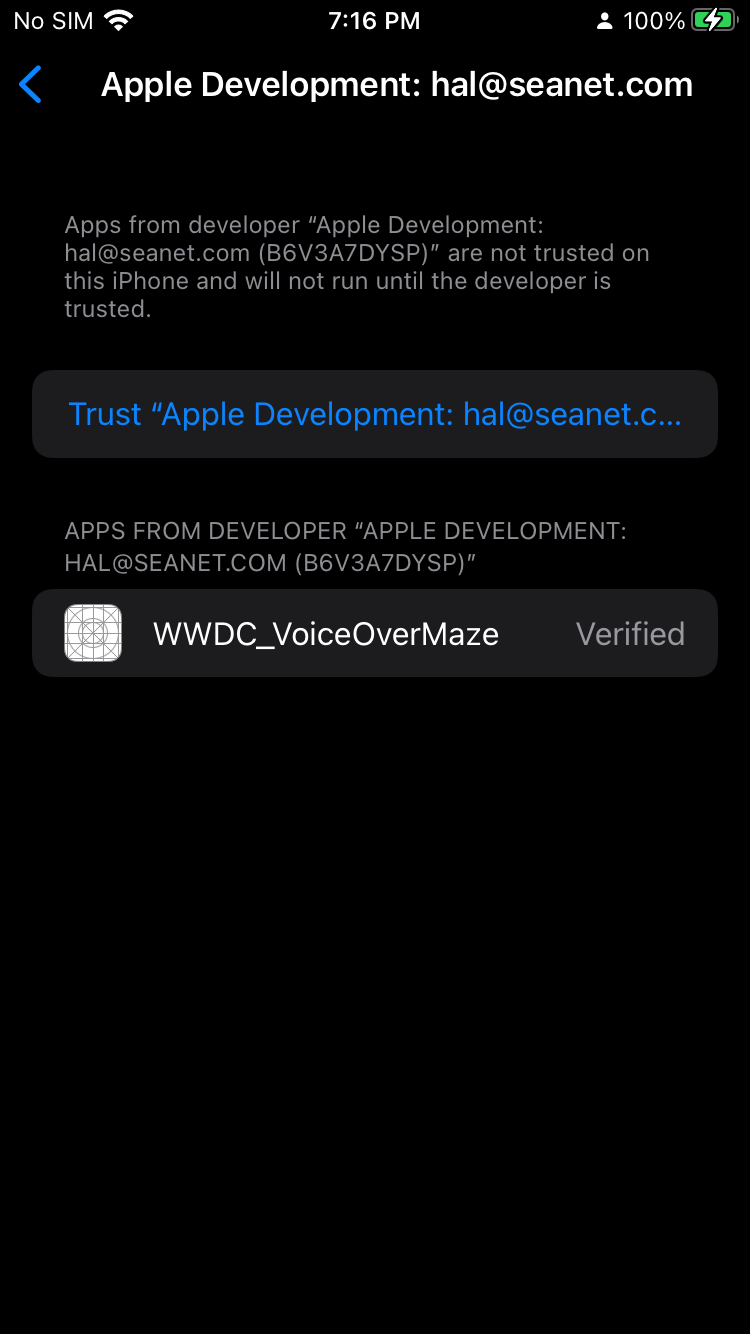 No SIM 7:16 PM 100%
Apple Development: hal@seanet.com
Apps from developer “Apple Development:
hal@seanet.com (B6V3A7DYSP)” are not trusted on
this iPhone and will not run until the developer is
trusted.
Trust “Apple Development: hal@seanet.c...
APPS FROM DEVELOPER “APPLE DEVELOPMENT:
HAL@SEANET.COM (B6V3A7DYSP)”
WWDC_VoiceOverMaze Verified